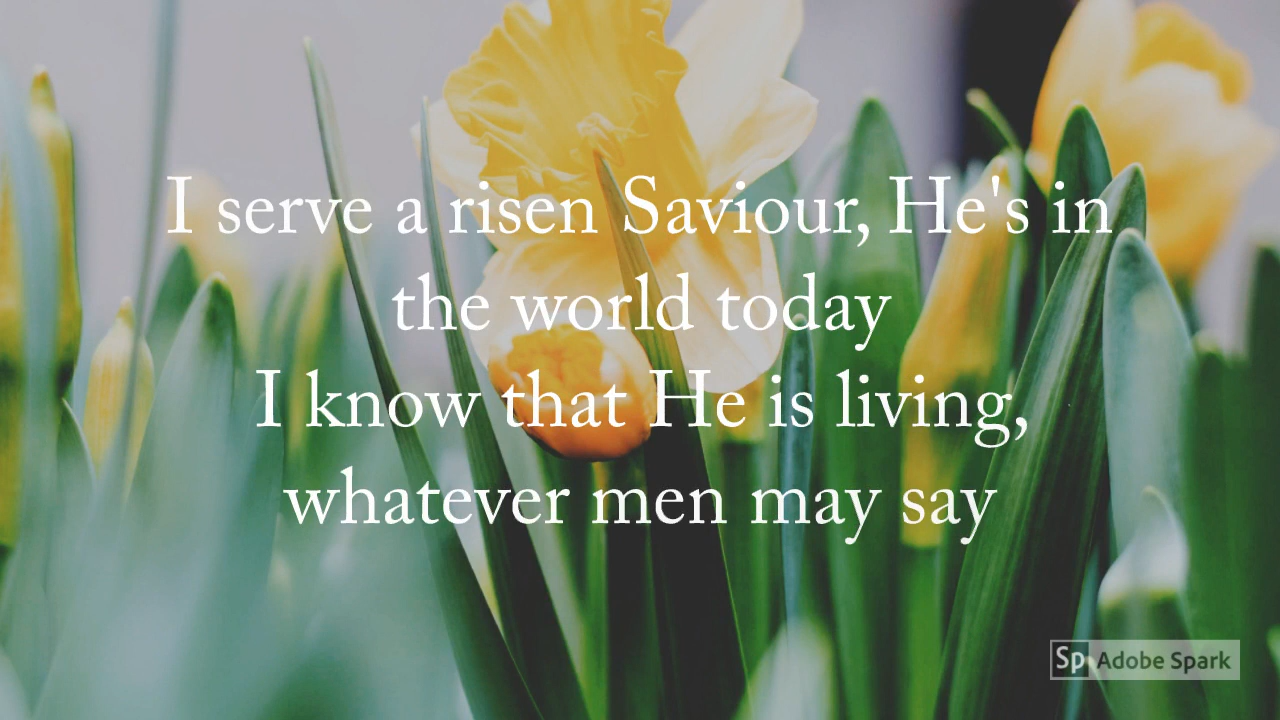 I serve a risen Saviour, He's in
the world today
I know that He is living,
whatever men may say
Sp Adobe Spark